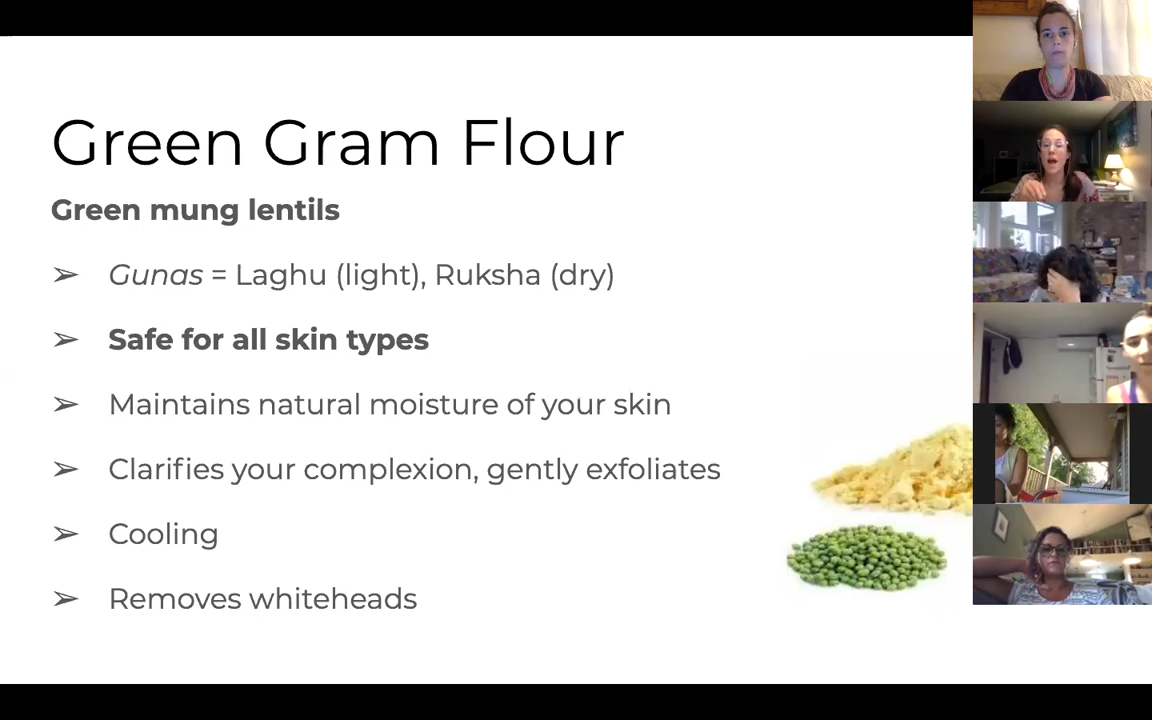 Green Gram Flour
Green mung lentils
➢ Gunas = Laghu (light), Ruksha (dry)
➢ Safe for all skin types
➢ Maintains natural moisture of your skin
➢ Clarifies your complexion, gently exfoliates
➢ Cooling
➢ Removes whiteheads